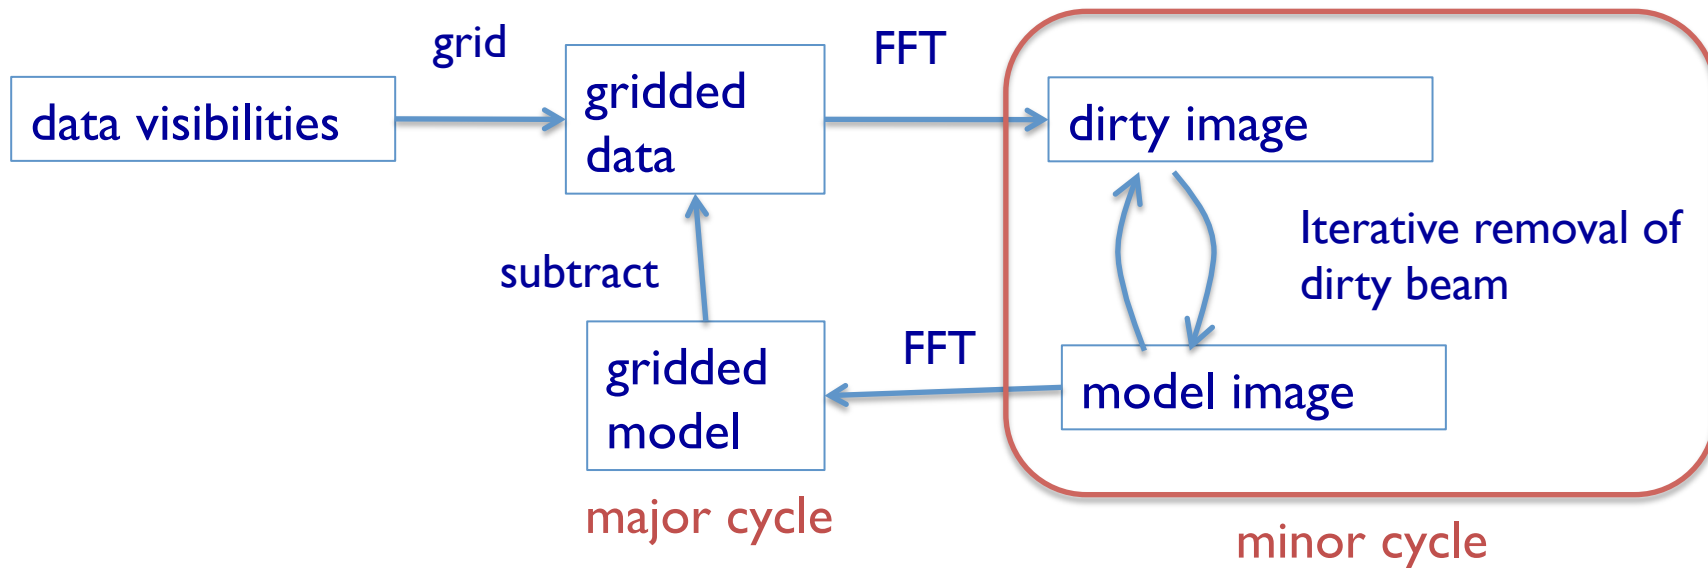 grid
FFT
data visibilities
gridded
data
dirty image
subtract
Iterative removal of
dirty beam
FFT
gridded
model
model image
major cycle
minor cycle